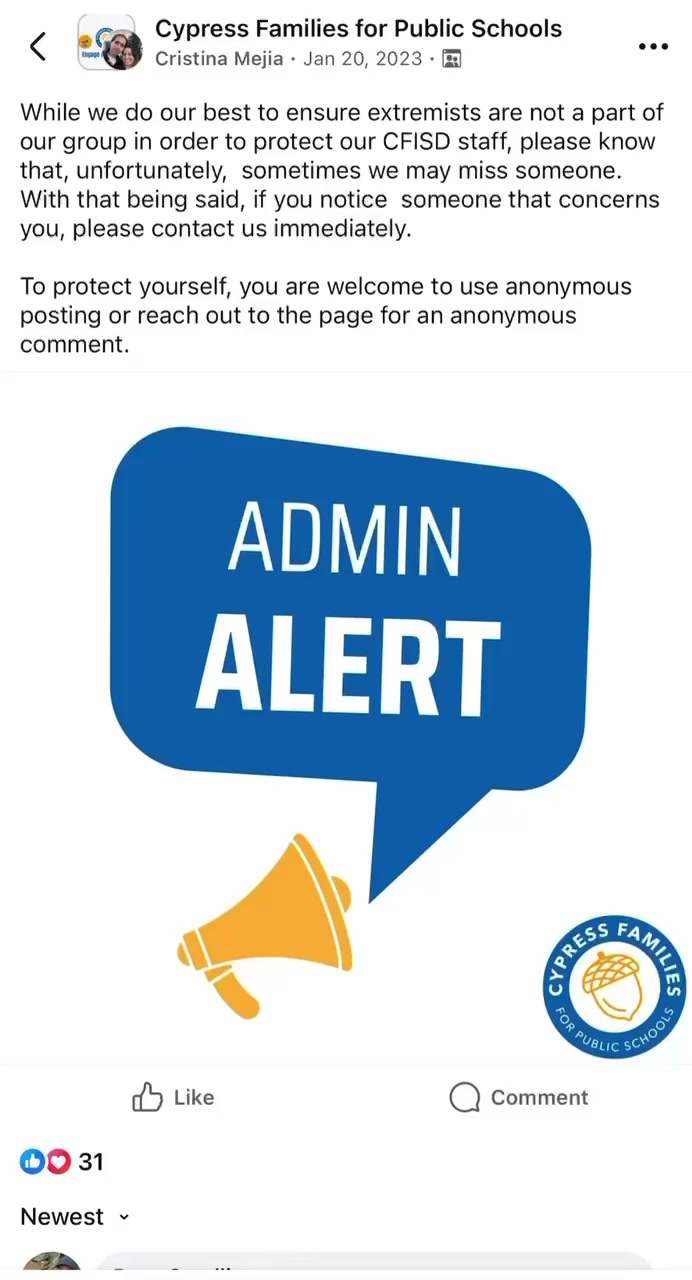 Cypress Families for Public Schools
Cristina Mejia · Jan 20, 2023 ·
Engage
While we do our best to ensure extremists are not a part of
our group in order to protect our CFISD staff, please know
that, unfortunately,  sometimes we may miss someone.
With that being said, if you notice  someone that concerns
you, please contact us immediately.
To protect yourself, you are welcome to use anonymous
posting or reach out to the page for an anonymous
comment.
ADMIN
ALERT
CYPRESS FAMILIES
FOR PUBLIC SCHOOLS
Like
Comment
31
Newest